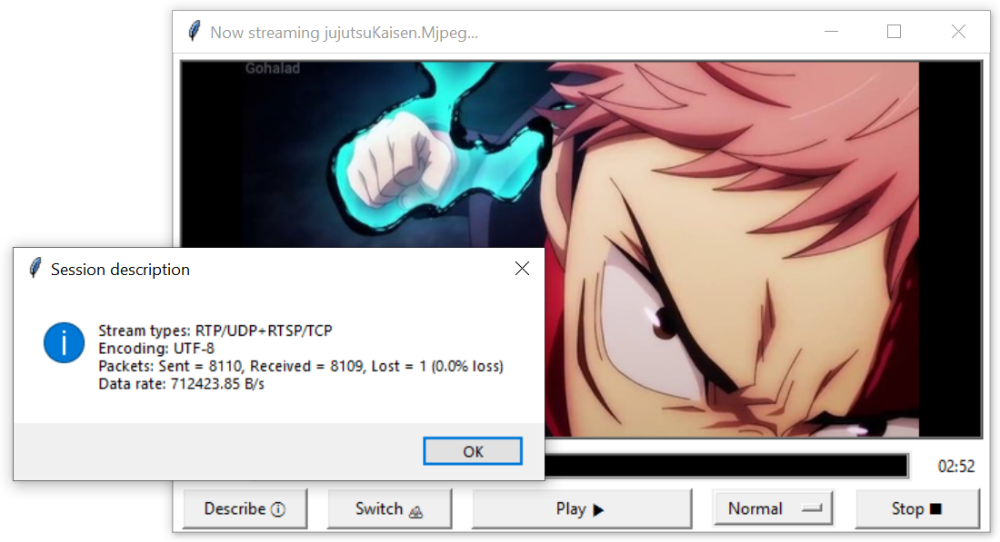 Now streaming jujutsuKaisen.Mjpeg...
Gohalad
Session description
Stream types: RTP/UDP+RTSP/TCP
Encoding: UTF-8
Packets: Sent = 8110, Received = 8109, Lost = 1 (0.0% loss)
Data rate: 712423.85 B/s
OK
02:52
Describe ⓘ
Switch
Play ▶
Normal
Stop ■